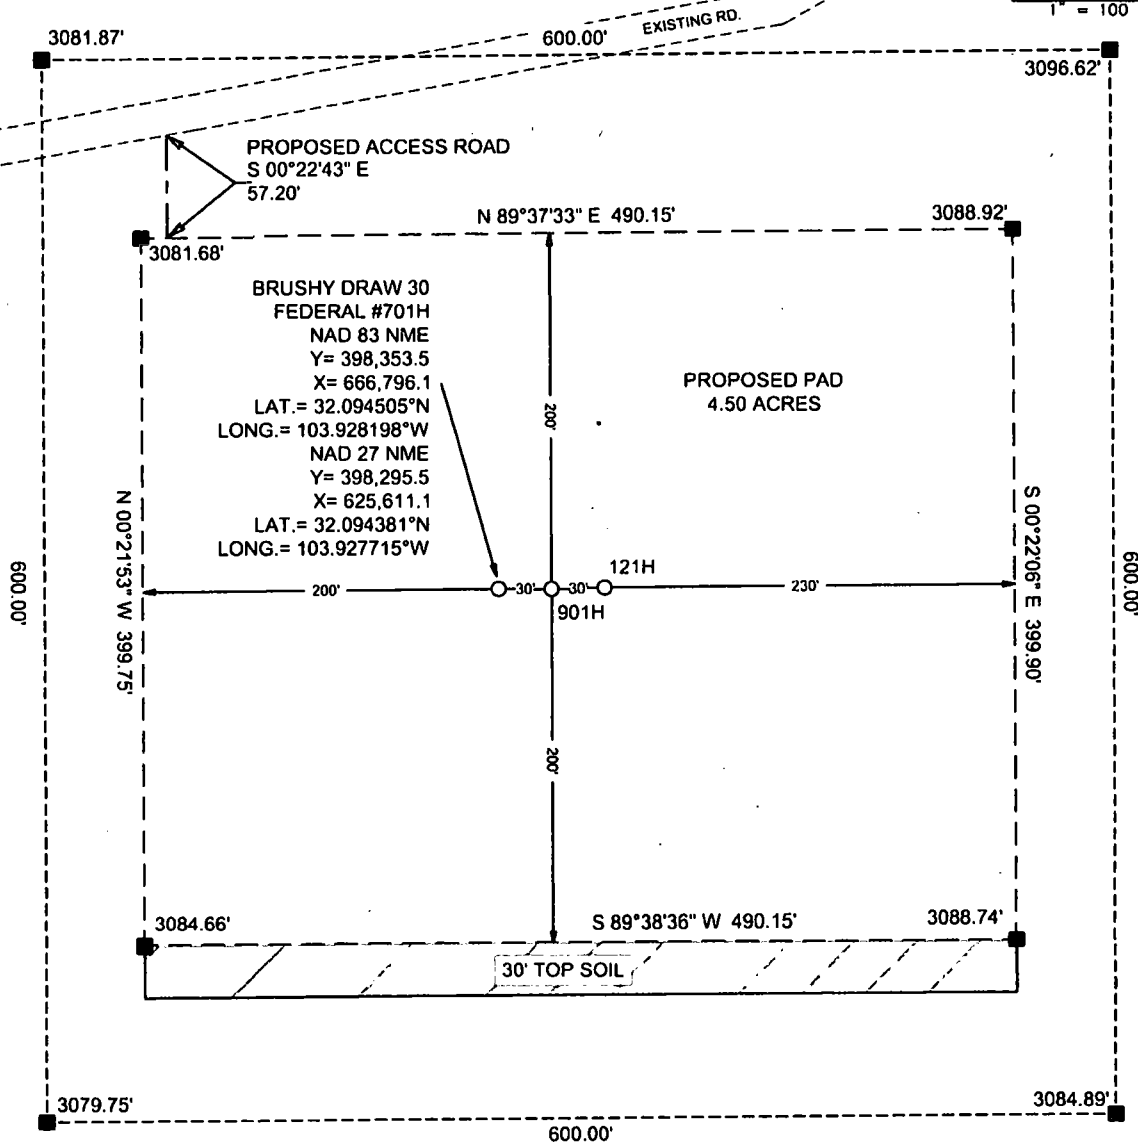 1" = 100
3081.87'
600.00'
EXISTING RD.
3096.62'
PROPOSED ACCESS ROAD
S 00°22'43" E
57.20'
N 89°37'33" E 490.15'
3088.92'
3081.68'
BRUSHY DRAW 30
FEDERAL #701H
NAD 83 NME
Y= 398,353.5
X= 666,796.1
LAT.= 32.094505°N
LONG.= 103.928198°W
NAD 27 NME
Y= 398,295.5
X= 625,611.1
LAT.= 32.094381°N
LONG.= 103.927715°W
PROPOSED PAD
4.50 ACRES
200'
N 00°21'53" W 399.75'
S 00°22'06" E 399.90'
600.00'
600.00'
121H
200'
30'
30'
230'
901H
200'
3084.66'
S 89°38'36" W 490.15'
3088.74'
30' TOP SOIL
3079.75'
3084.89'
600.00'